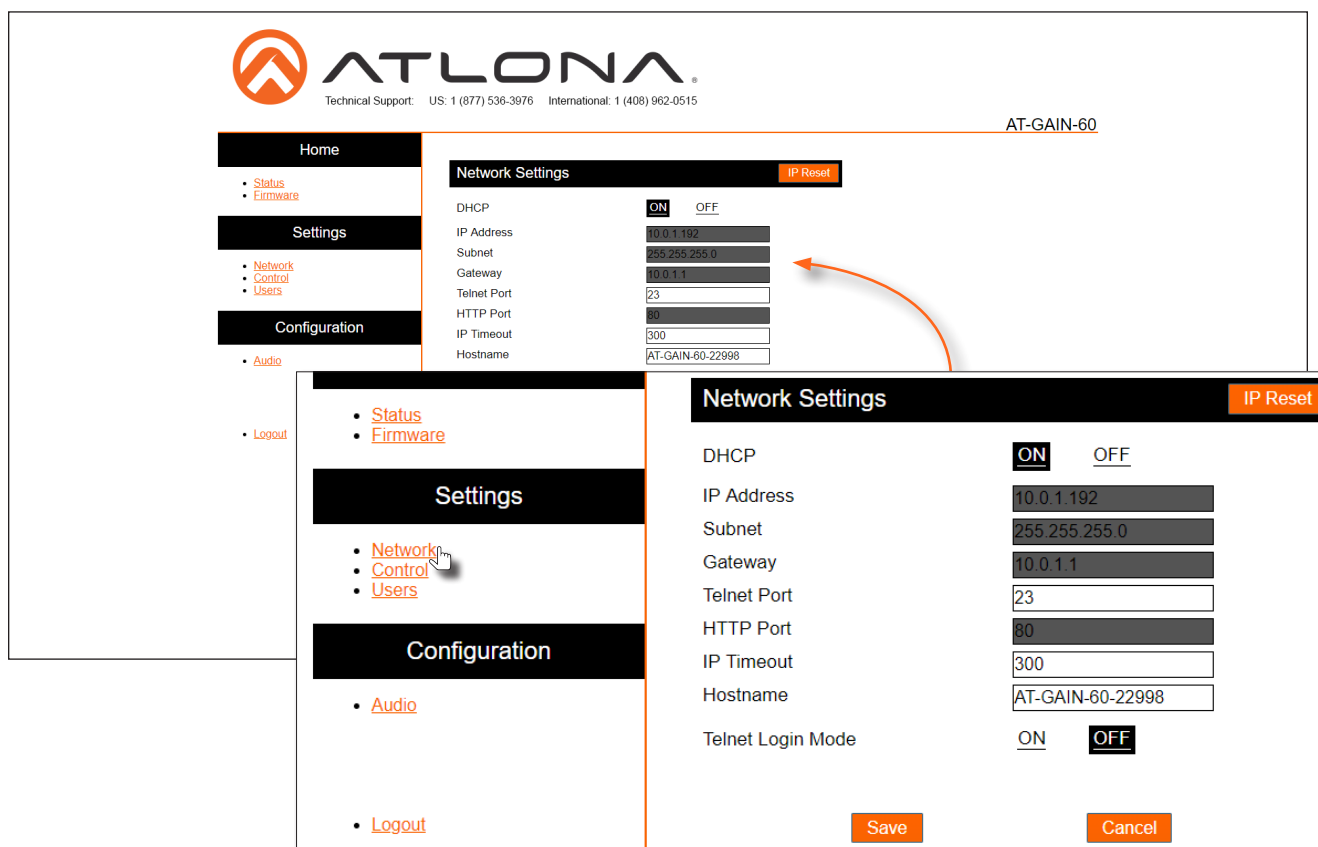 ATLONA®
Technical Support: US: 1 (877) 536-3976 International: 1 (408) 962-0515
AT-GAIN-60
Home
Status
Firmware
Settings
Network
Control
Users
Configuration
Audio
Logout
Network Settings IP Reset
DHCP ON OFF
IP Address 10.0.1.192
Subnet 255.255.255.0
Gateway 10.0.1.1
Telnet Port 23
HTTP Port 80
IP Timeout 300
Hostname AT-GAIN-60-22998
Status
Firmware
Settings
Network
Control
Users
Configuration
Audio
Logout
Network Settings IP Reset
DHCP ON OFF
IP Address 10.0.1.192
Subnet 255.255.255.0
Gateway 10.0.1.1
Telnet Port 23
HTTP Port 80
IP Timeout 300
Hostname AT-GAIN-60-22998
Telnet Login Mode ON OFF
Save Cancel